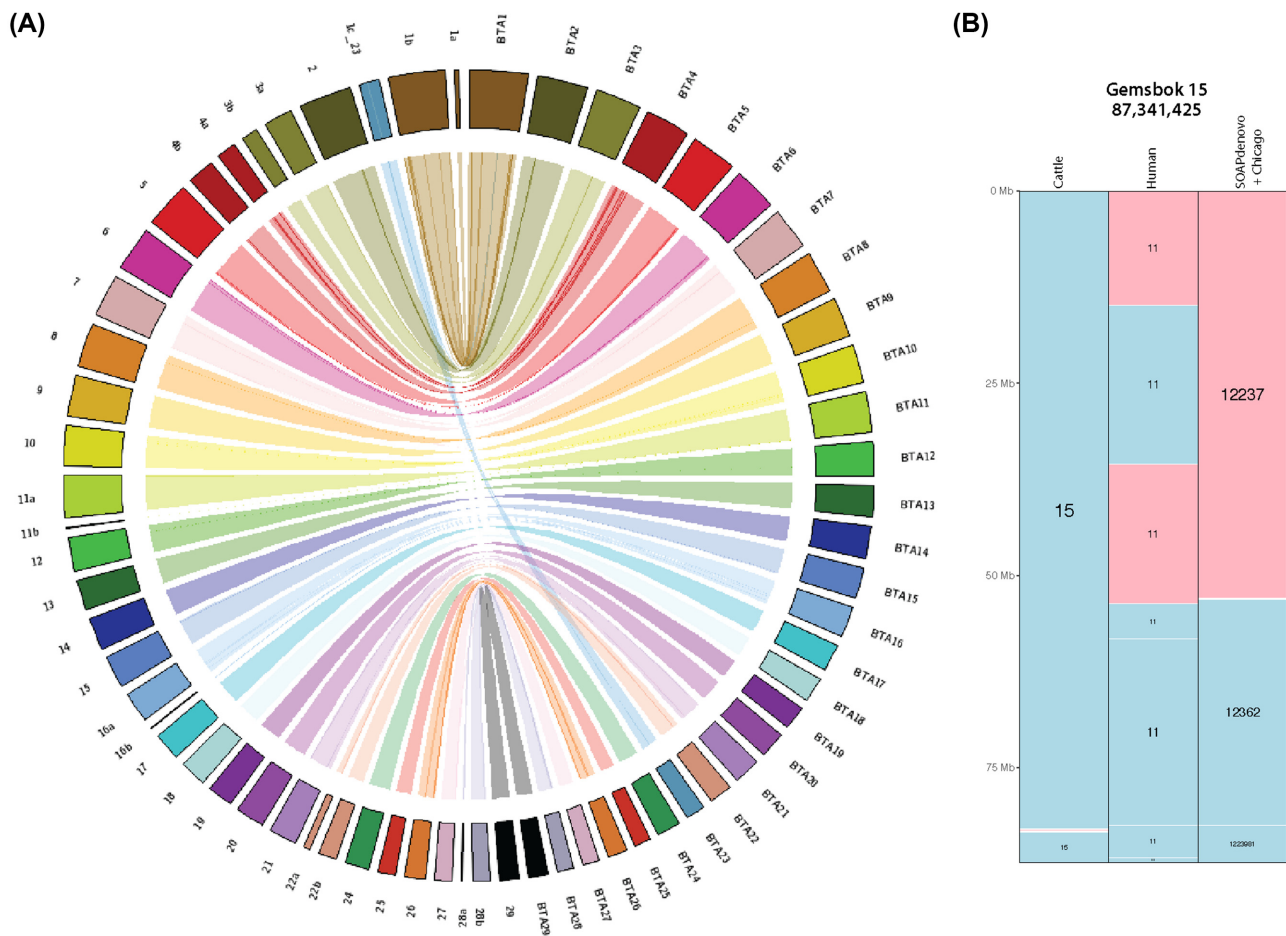 (A)
BTA1
BTA2
BTA3
BTA4
BTA5
BTA6
BTA7
BTA8
BTA9
BTA10
BTA11
BTA12
BTA13
BTA14
BTA15
BTA16
BTA17
BTA18
BTA19
BTA20
BTA21
BTA22
BTA23
BTA24
BTA25
BTA26
BTA27
BTA28
BTA29
29
28b
28a
27
26
25
24
22b
22a
21
20
19
18
17
16b
16a
15
14
13
12
11b
11a
10
9
8
7
6
5
4b
4a
3b
3a
2
1c_23
1b
1a
(B)
Gemsbok 15
87,341,425
Cattle
Human
SOAPdenovo
+ Chicago
0 Mb
25 Mb
50 Mb
75 Mb
15
15
11
11
11
11
11
11
12237
12362
1223981